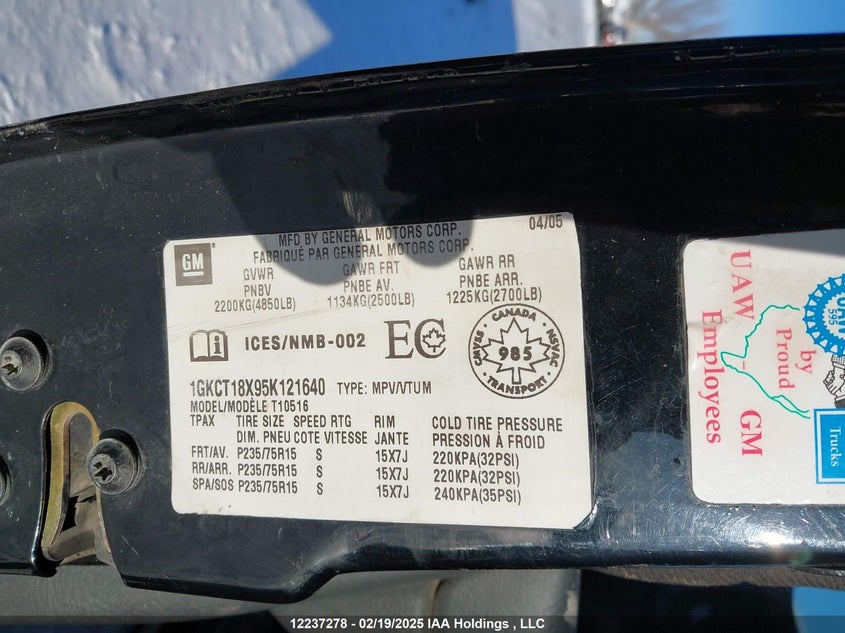 MFD BY GENERAL MOTORS CORP. 04/05
FABRIQUÉ PAR GENERAL MOTORS CORP.
GM
GVWR GAWR FRT GAWR RR
PNBV PNBE AV. PNBE ARR.
2200KG(4850LB) 1134KG(2500LB) 1225KG(2700LB)
ICES/NMB-002 EC
CANADA
985
TRANSPORT
NSVAC
1GKCT18X95K121640 TYPE: MPV/VTUM
MODEL/MODÈLE T10516
TPAX TIRE SIZE SPEED RTG RIM COLD TIRE PRESSURE
DIM. PNEU COTE VITESSE JANTE PRESSION À FROID
FRT/AV. P235/75R15 S 15X7J 220KPA(32PSI)
RR/ARR. P235/75R15 S 15X7J 220KPA(32PSI)
SPA/SOS P235/75R15 S 15X7J 240KPA(35PSI)
by Proud
UAW - GM
Employees
595
Trucks
12237278 - 02/19/2025 IAA Holdings , LLC